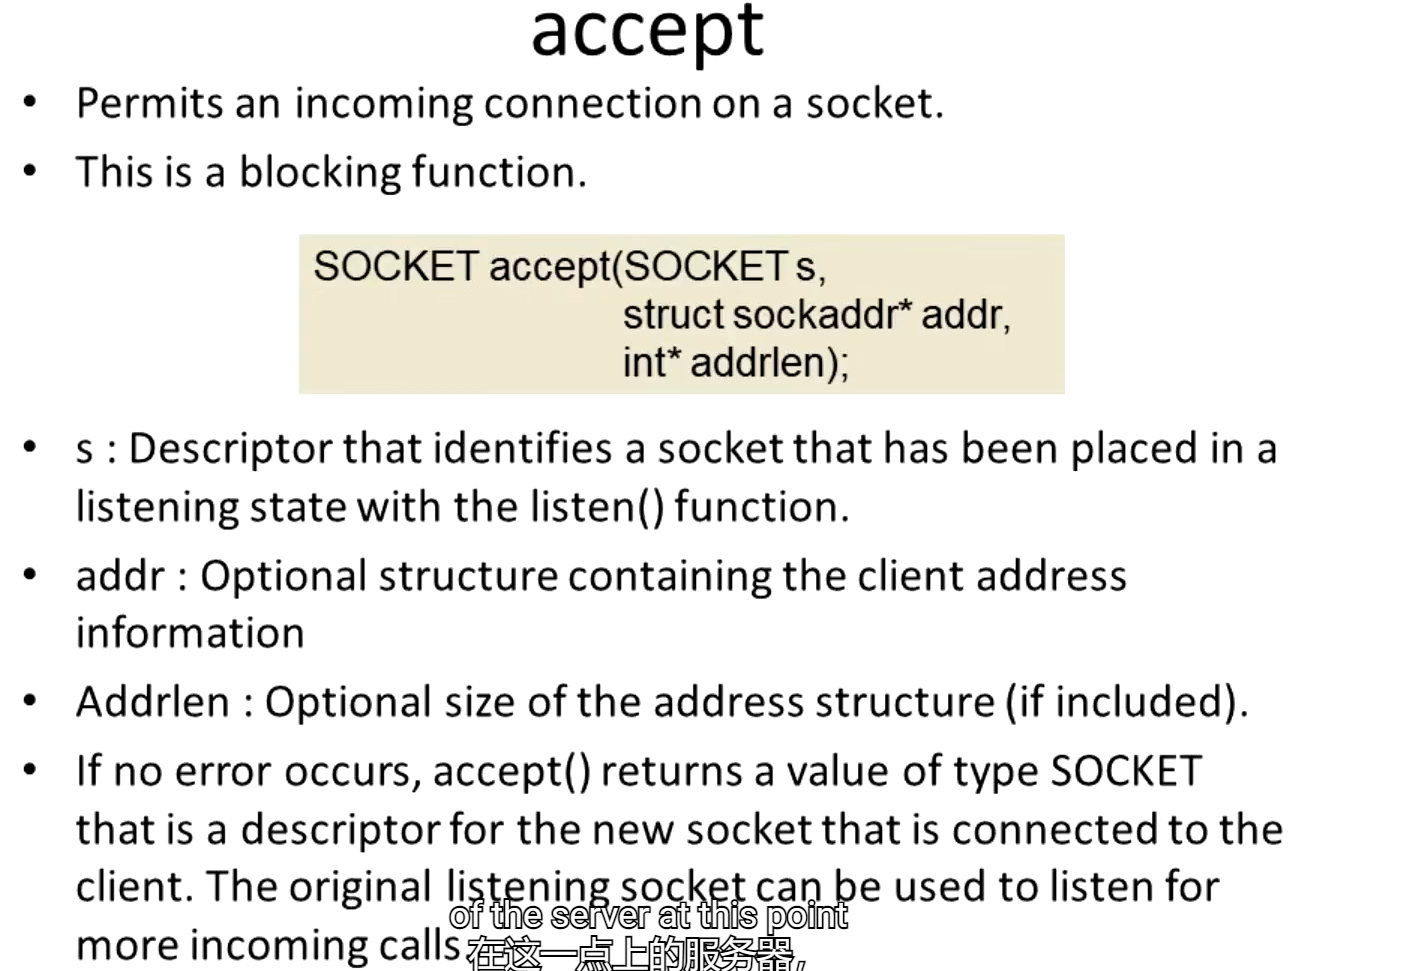 accept
• Permits an incoming connection on a socket.
• This is a blocking function.
SOCKET accept(SOCKET s,
struct sockaddr* addr,
int* addrlen);
• s : Descriptor that identifies a socket that has been placed in a
listening state with the listen() function.
• addr : Optional structure containing the client address
information
• Addrlen : Optional size of the address structure (if included).
• If no error occurs, accept() returns a value of type SOCKET
that is a descriptor for the new socket that is connected to the
client. The original listening socket can be used to listen for
more incoming calls.
of the server at this point
在这一点上的服务器,